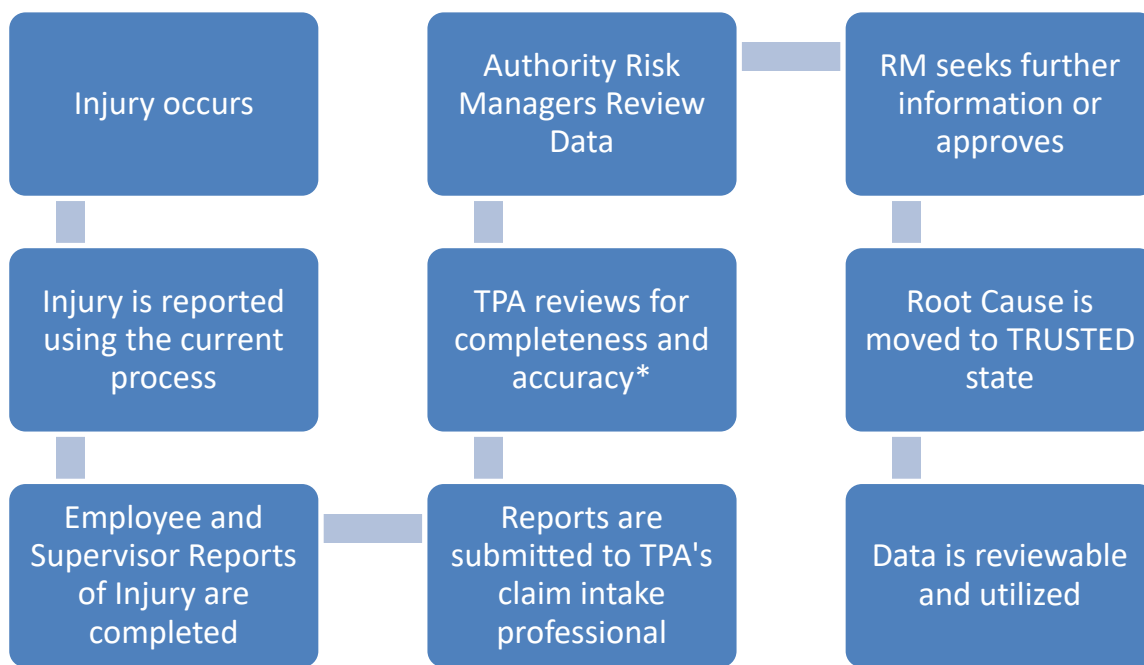 Injury occurs
Injury is reported
using the current
process
Employee and
Supervisor Reports
of Injury are
completed
Reports are
submitted to TPA's
claim intake
professional
TPA reviews for
completeness and
accuracy*
Authority Risk
Managers Review
Data
RM seeks further
information or
approves
Root Cause is
moved to TRUSTED
state
Data is reviewable
and utilized